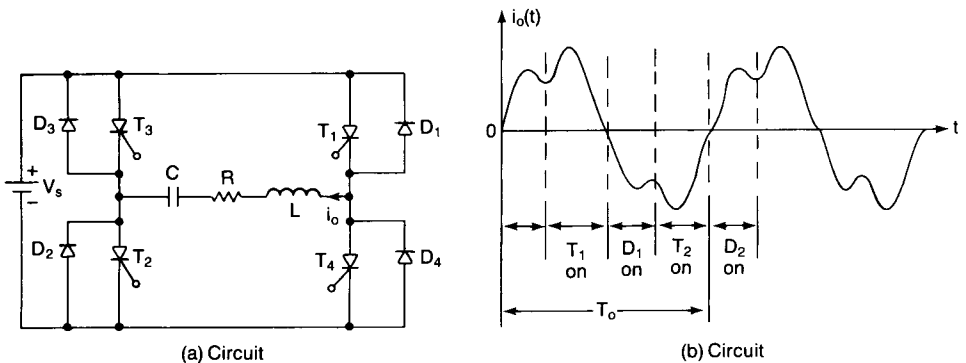 D₃
T₃
T₁
D₁
+
Vₛ
−
C
R
L
iₒ
D₂
T₂
T₄
D₄
(a) Circuit
iₒ(t)
0
t
T₁
on
D₁
on
T₂
on
D₂
on
Tₒ
(b) Circuit